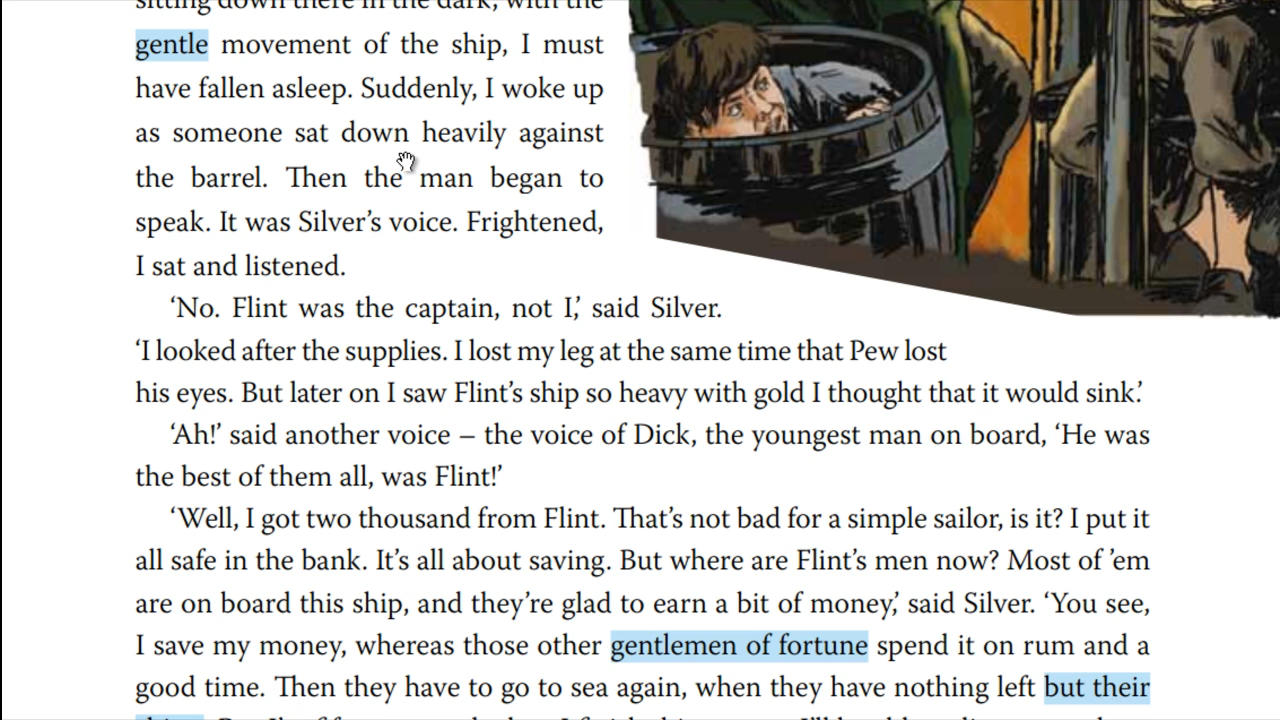 sitting down there in the dark, with the
gentle movement of the ship, I must
have fallen asleep. Suddenly, I woke up
as someone sat down heavily against
the barrel. Then the man began to
speak. It was Silver’s voice. Frightened,
I sat and listened.
‘No. Flint was the captain, not I,’ said Silver.
‘I looked after the supplies. I lost my leg at the same time that Pew lost
his eyes. But later on I saw Flint’s ship so heavy with gold I thought that it would sink.’
‘Ah!’ said another voice – the voice of Dick, the youngest man on board, ‘He was
the best of them all, was Flint!’
‘Well, I got two thousand from Flint. That’s not bad for a simple sailor, is it? I put it
all safe in the bank. It’s all about saving. But where are Flint’s men now? Most of ’em
are on board this ship, and they’re glad to earn a bit of money,’ said Silver. ‘You see,
I save my money, whereas those other gentlemen of fortune spend it on rum and a
good time. Then they have to go to sea again, when they have nothing left but their